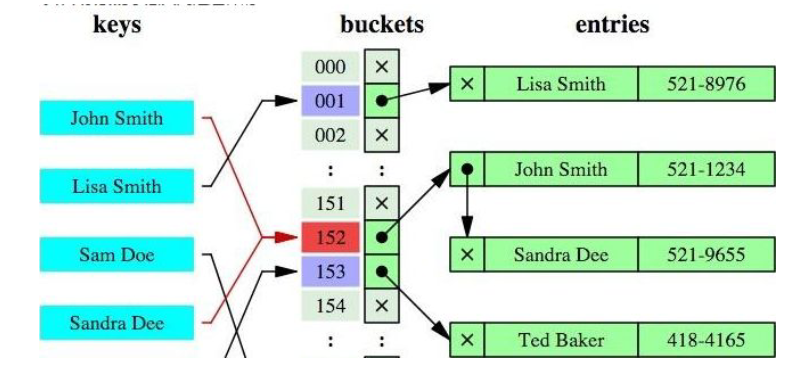 keys buckets entries
000 ×
001
002 ×
: :
151 ×
152
153
154 ×
: :
John Smith
Lisa Smith
Sam Doe
Sandra Dee
× Lisa Smith 521-8976
John Smith 521-1234
× Sandra Dee 521-9655
× Ted Baker 418-4165